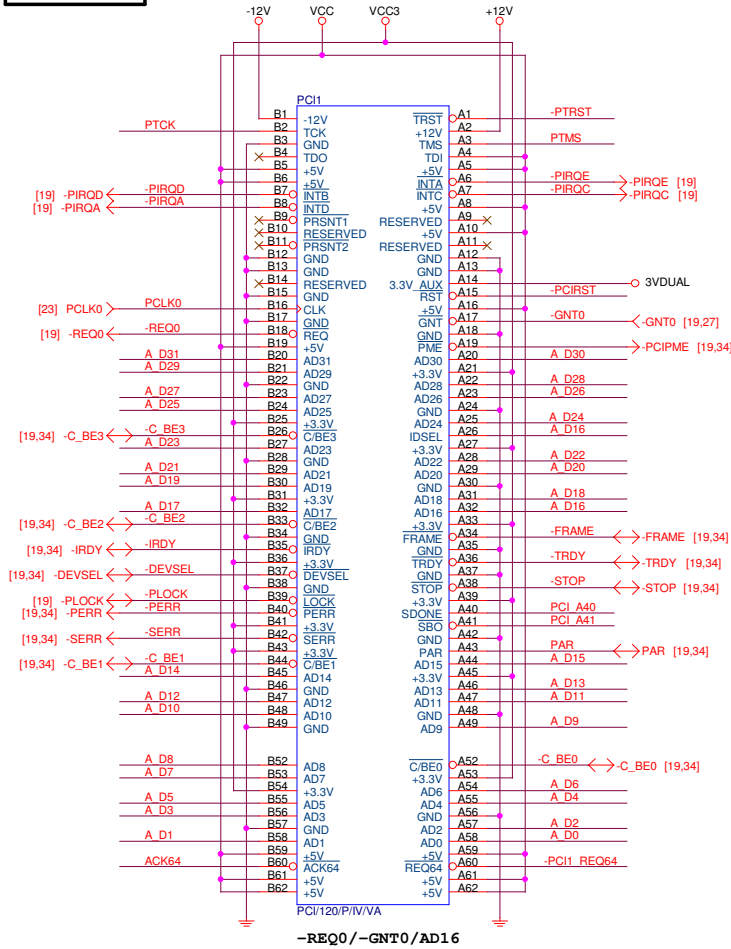 -12V VCC VCC3 +12V
PCI1
B1 -12V TRST A1 -PTRST
PTCK B2 TCK +12V A2
B3 GND TMS A3 PTMS
B4 TDO TDI A4
B5 +5V +5V A5
B6 +5V INTA A6 -PIRQE -PIRQE [19]
[19] -PIRQD -PIRQD B7 INTB INTC A7 -PIRQC -PIRQC [19]
[19] -PIRQA -PIRQA B8 INTD +5V A8
B9 PRSNT1 RESERVED A9
B10 RESERVED +5V A10
B11 PRSNT2 RESERVED A11
B12 GND GND A12
B13 GND GND A13
B14 RESERVED 3.3V_AUX A14 3VDUAL
B15 GND RST A15 -PCIRST
[23] PCLK0 PCLK0 B16 CLK +5V A16
B17 GND GNT A17 -GNT0 -GNT0 [19,27]
[19] -REQ0 -REQ0 B18 REQ GND A18
B19 +5V PME A19 -PCIPME [19,34]
A_D31 B20 AD31 AD30 A20 A_D30
A_D29 B21 AD29 +3.3V A21
B22 GND AD28 A22 A_D28
A_D27 B23 AD27 AD26 A23 A_D26
A_D25 B24 AD25 GND A24
B25 +3.3V AD24 A25 A_D24
[19,34] -C_BE3 -C_BE3 B26 C/BE3 IDSEL A26 A_D16
A_D23 B27 AD23 +3.3V A27
B28 GND AD22 A28 A_D22
A_D21 B29 AD21 AD20 A29 A_D20
A_D19 B30 AD19 GND A30
B31 +3.3V AD18 A31 A_D18
A_D17 B32 AD17 AD16 A32 A_D16
[19,34] -C_BE2 -C_BE2 B33 C/BE2 +3.3V A33
B34 GND FRAME A34 -FRAME -FRAME [19,34]
[19,34] -IRDY -IRDY B35 IRDY GND A35
B36 +3.3V TRDY A36 -TRDY -TRDY [19,34]
[19,34] -DEVSEL -DEVSEL B37 DEVSEL GND A37
B38 GND STOP A38 -STOP -STOP [19,34]
[19] -PLOCK -PLOCK B39 LOCK +3.3V A39
[19,34] -PERR -PERR B40 PERR SDONE A40 PCI_A40
B41 +3.3V SBO A41 PCI_A41
[19,34] -SERR -SERR B42 SERR GND A42
B43 +3.3V PAR A43 PAR PAR [19,34]
[19,34] -C_BE1 -C_BE1 B44 C/BE1 AD15 A44 A_D15
A_D14 B45 AD14 +3.3V A45
B46 GND AD13 A46 A_D13
A_D12 B47 AD12 AD11 A47 A_D11
A_D10 B48 AD10 GND A48
B49 GND AD9 A49 A_D9
A_D8 B52 AD8 C/BE0 A52 -C_BE0 -C_BE0 [19,34]
A_D7 B53 AD7 +3.3V A53
B54 +3.3V AD6 A54 A_D6
A_D5 B55 AD5 AD4 A55 A_D4
A_D3 B56 AD3 GND A56
B57 GND AD2 A57 A_D2
A_D1 B58 AD1 AD0 A58 A_D0
B59 +5V +5V A59
ACK64 B60 ACK64 REQ64 A60 -PCI1_REQ64
B61 +5V +5V A61
B62 +5V +5V A62
PCI/120/P/IV/VA
-REQ0/-GNT0/AD16